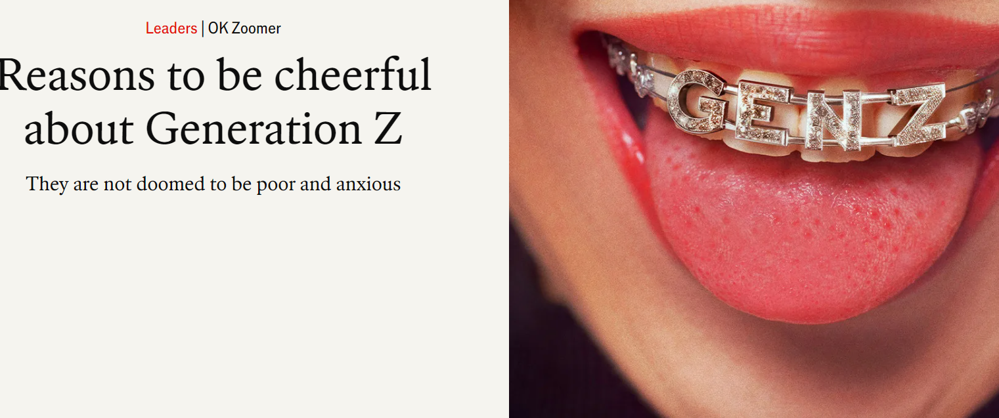 Leaders | OK Zoomer
Reasons to be cheerful
about Generation Z
They are not doomed to be poor and anxious
GEN Z